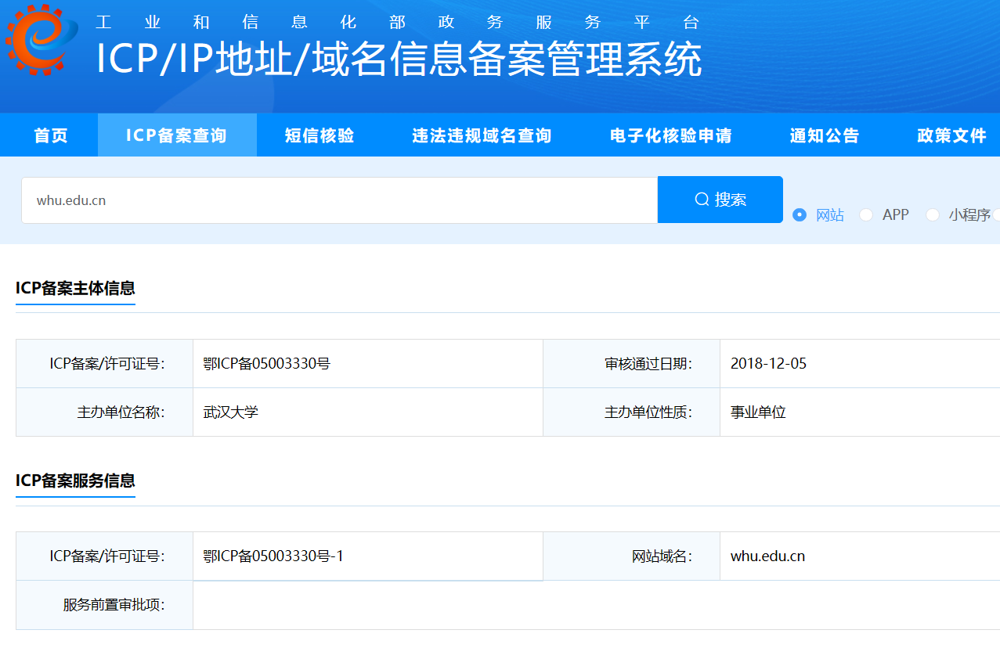 工业和信息化部政务服务平台
ICP/IP地址/域名信息备案管理系统
首页 ICP备案查询 短信核验 违法违规域名查询 电子化核验申请 通知公告 政策文件
whu.edu.cn 搜索 网站 APP 小程序
ICP备案主体信息
ICP备案/许可证号： 鄂ICP备05003330号 审核通过日期： 2018-12-05
主办单位名称： 武汉大学 主办单位性质： 事业单位
ICP备案服务信息
ICP备案/许可证号： 鄂ICP备05003330号-1 网站域名： whu.edu.cn
服务前置审批项：